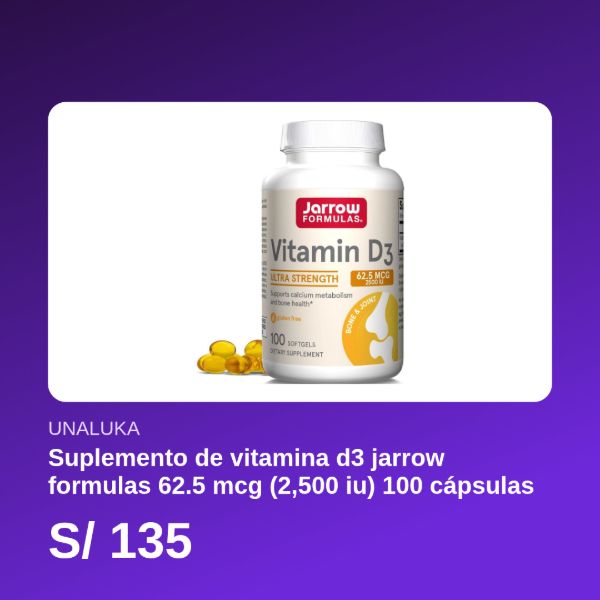 Jarrow
FORMULAS
Vitamin D3
ULTRA STRENGTH
62.5 MCG
2500 IU
Supports calcium metabolism
and bone health*
gluten free
BONE & JOINT
100 SOFTGELS
DIETARY SUPPLEMENT
UNALUKA
Suplemento de vitamina d3 jarrow
formulas 62.5 mcg (2,500 iu) 100 cápsulas
S/ 135